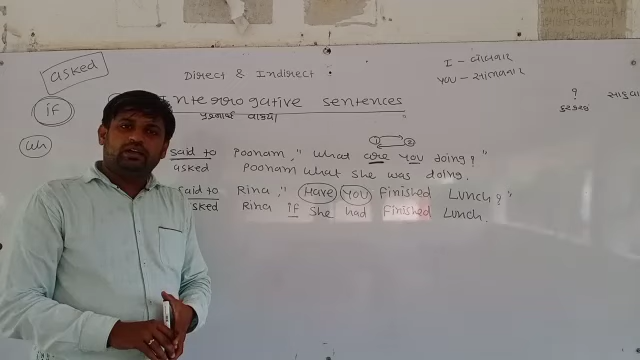 asked
Direct & Indirect
I - બોલનાર
YOU - સાંભળનાર
if
Interrogative sentences
પ્રશ્નાર્થ વાક્યો
?
wh
① ②
said to Poonam, " What are you doing?"
asked Poonam what she was doing.
said to Rina, " Have you finished Lunch?"
asked Rina if she had finished Lunch.